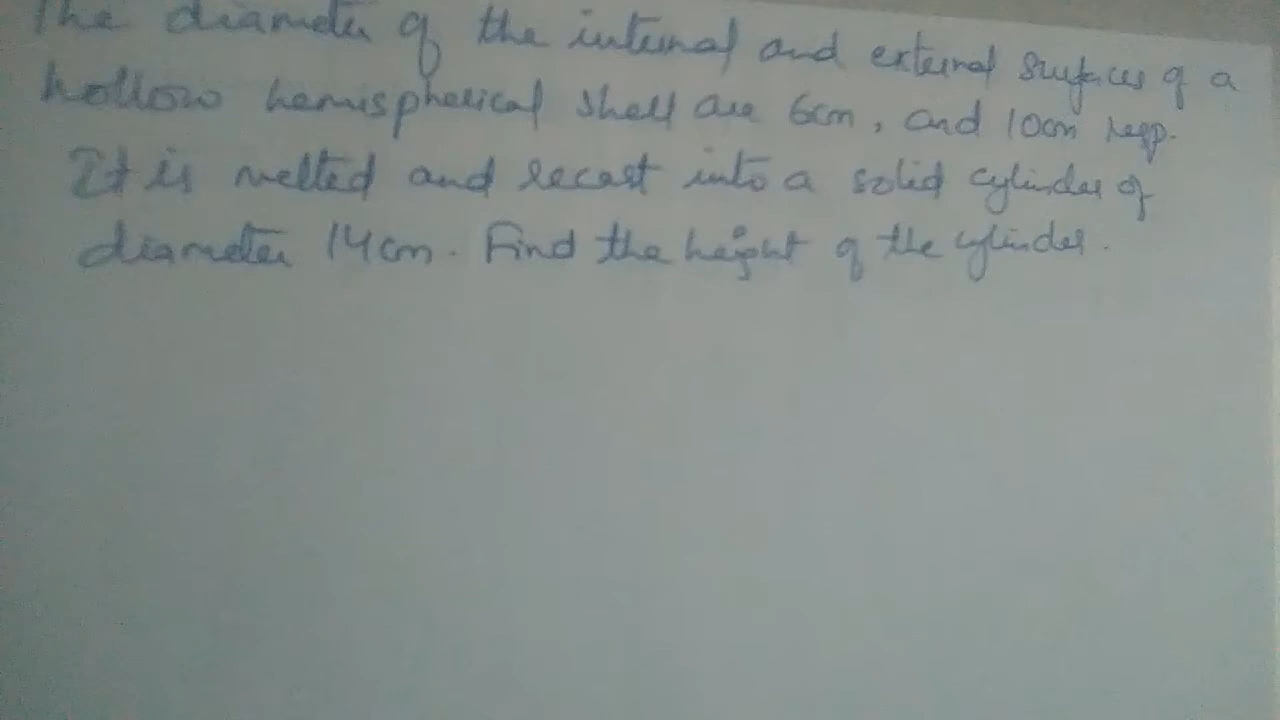 The diameter of the internal and external surfaces of a
hollow hemispherical shell are 6cm, and 10cm resp.
It is melted and recast into a solid cylinder of
diameter 14cm. Find the height of the cylinder.